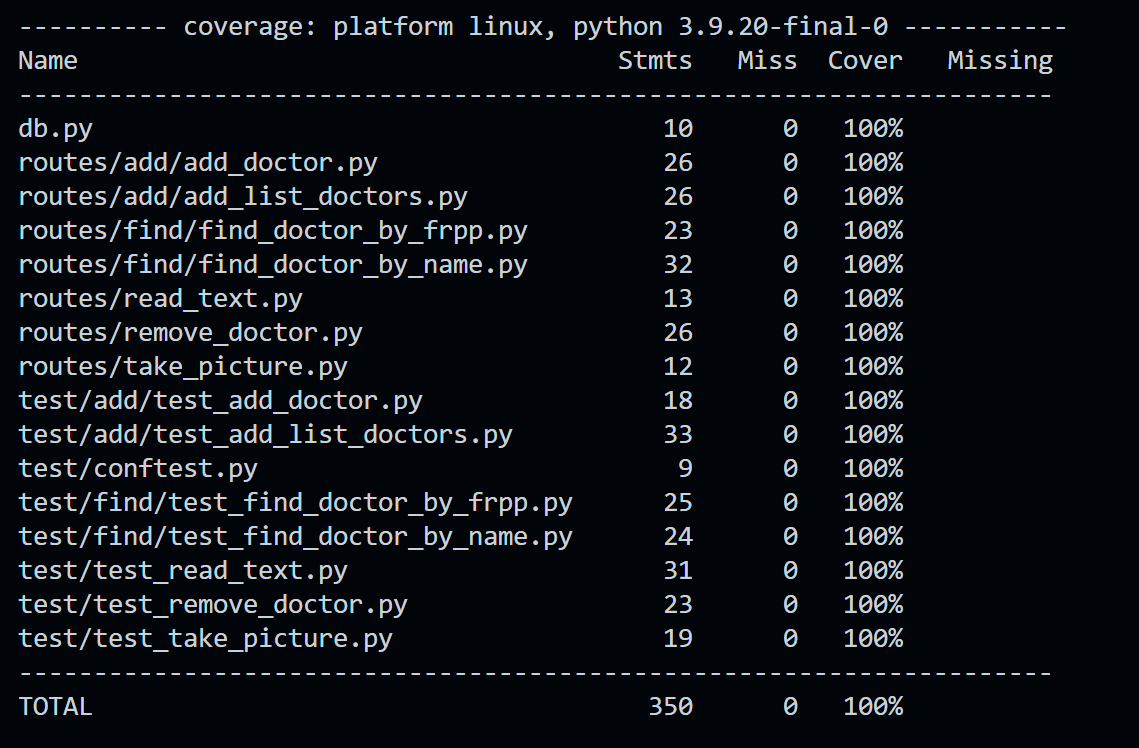 ---------- coverage: platform linux, python 3.9.20-final-0 -----------
Name                                    Stmts   Miss  Cover   Missing
---------------------------------------------------------------------
db.py                                      10      0   100%
routes/add/add_doctor.py                   26      0   100%
routes/add/add_list_doctors.py             26      0   100%
routes/find/find_doctor_by_frpp.py         23      0   100%
routes/find/find_doctor_by_name.py         32      0   100%
routes/read_text.py                        13      0   100%
routes/remove_doctor.py                    26      0   100%
routes/take_picture.py                     12      0   100%
test/add/test_add_doctor.py                18      0   100%
test/add/test_add_list_doctors.py          33      0   100%
test/conftest.py                            9      0   100%
test/find/test_find_doctor_by_frpp.py      25      0   100%
test/find/test_find_doctor_by_name.py      24      0   100%
test/test_read_text.py                     31      0   100%
test/test_remove_doctor.py                 23      0   100%
test/test_take_picture.py                  19      0   100%
---------------------------------------------------------------------
TOTAL                                     350      0   100%